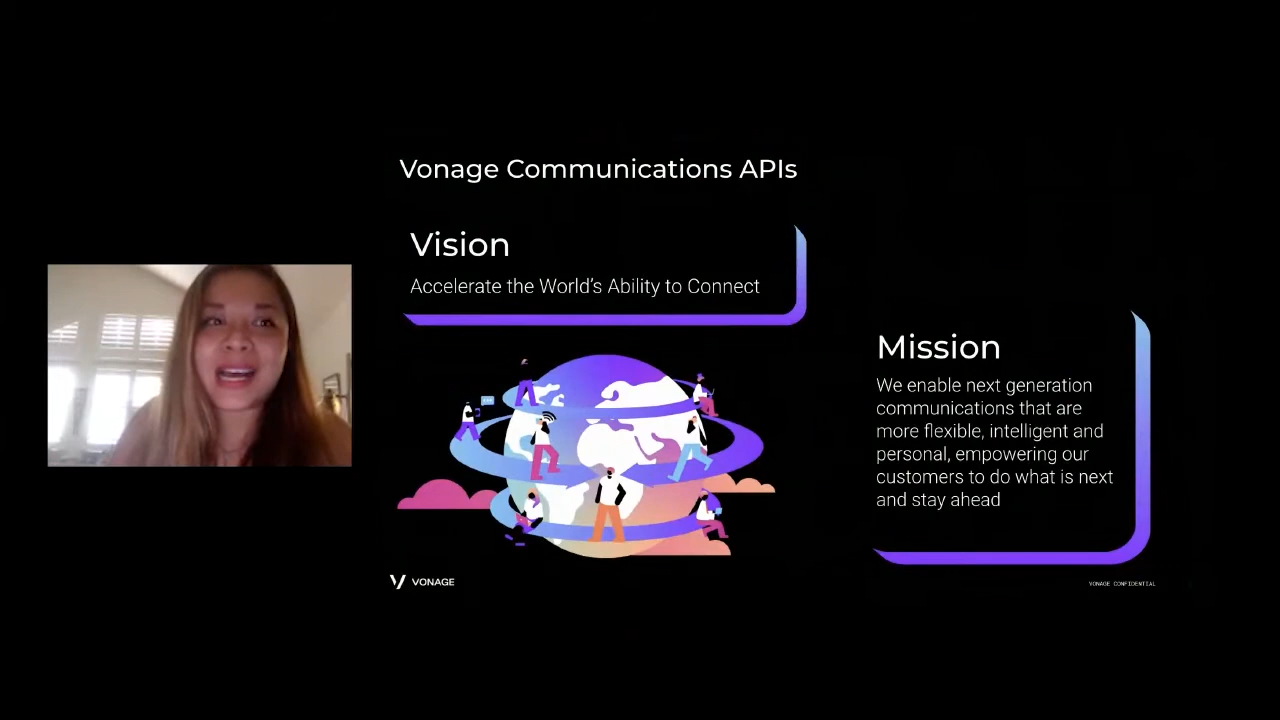 Vonage Communications APIs
Vision
Accelerate the World's Ability to Connect
Mission
We enable next generation
communications that are
more flexible, intelligent and
personal, empowering our
customers to do what is next
and stay ahead
VONAGE
VONAGE CONFIDENTIAL